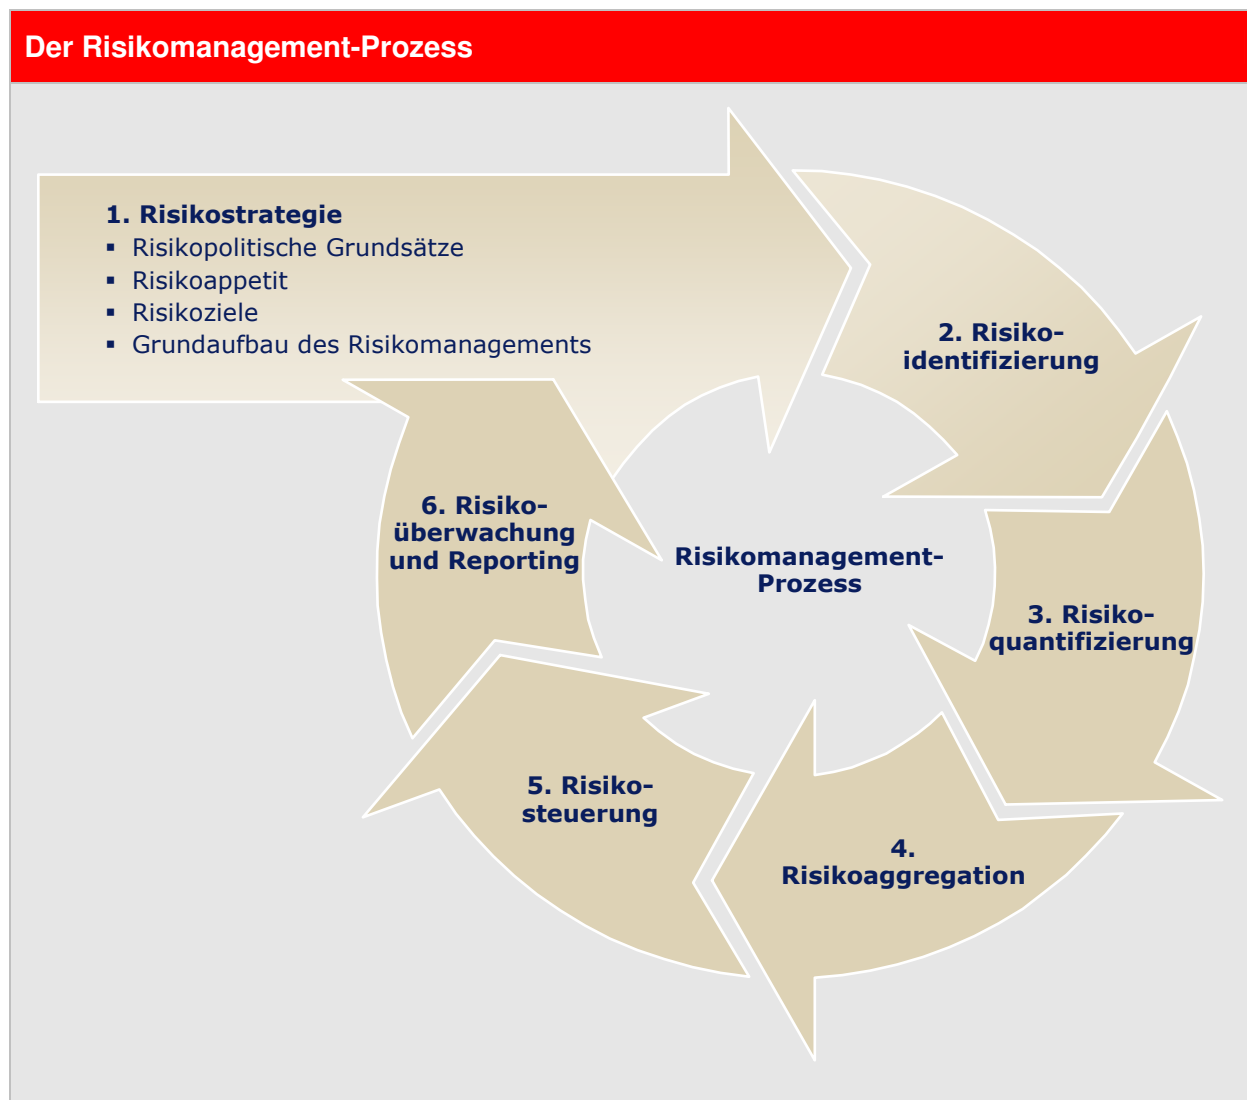 Der Risikomanagement-Prozess
1. Risikostrategie
▪ Risikopolitische Grundsätze
▪ Risikoappetit
▪ Risikoziele
▪ Grundaufbau des Risikomanagements
2. Risiko-
identifizierung
3. Risiko-
quantifizierung
4.
Risikoaggregation
5. Risiko-
steuerung
6. Risiko-
überwachung
und Reporting
Risikomanagement-
Prozess